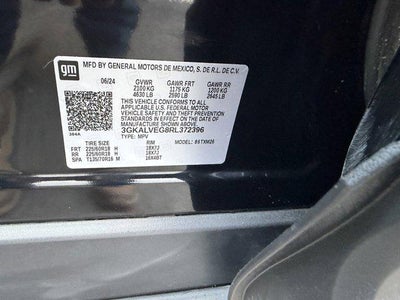 gm
MFD BY GENERAL MOTORS DE MEXICO, S. DE R.L. DE C.V.
06/24 GVWR GAWR FRT GAWR RR
2100 KG 1175 KG 1200 KG
4630 LB 2590 LB 2645 LB
THIS VEHICLE CONFORMS TO ALL APPLICABLE U.S. FEDERAL MOTOR
VEHICLE SAFETY AND THEFT PREVENTION STANDARDS IN
EFFECT ON THE DATE OF MANUFACTURE SHOWN ABOVE.
3GKALVEG8RL372396
TYPE: MPV MODEL:
TIRE SIZE RIM
FRT 225/60R18 H 18X7J
RR 225/60R18 H 18X7J
SPA T135/70R16 M 16X4BT